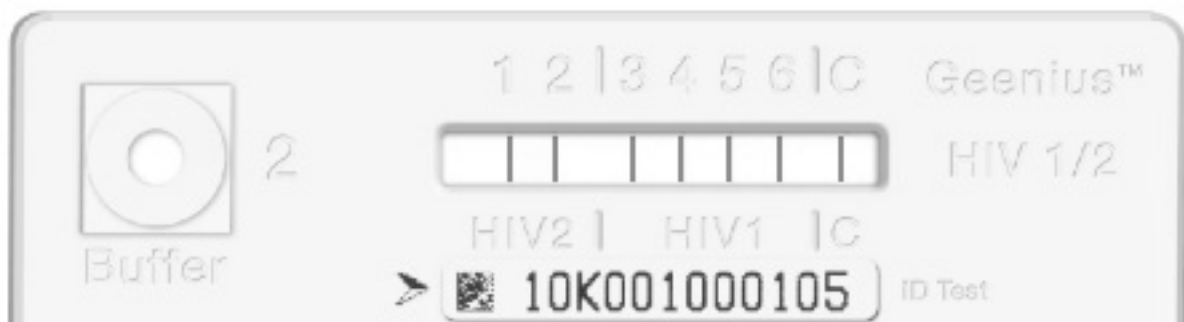 1 2 | 3 4 5 6 | C
Geenius™
2
HIV 1/2
HIV2 | HIV1 | C
Buffer
10K001000105
ID Test